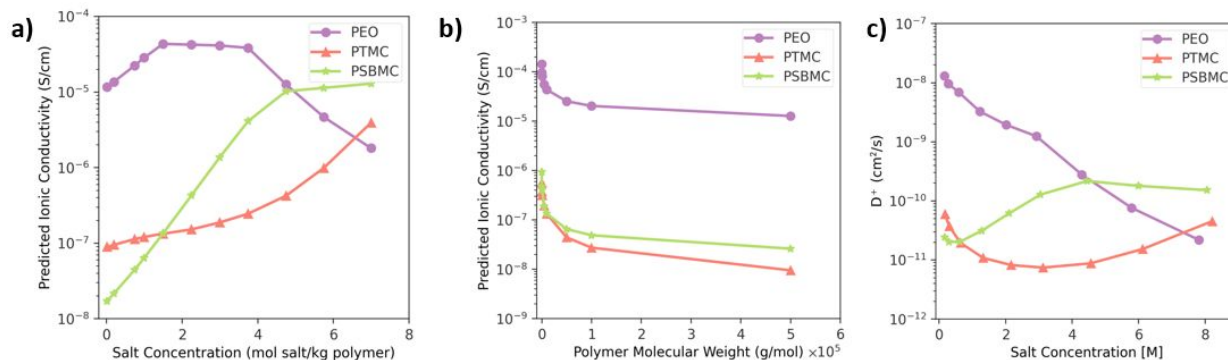 a)
Predicted Ionic Conductivity (S/cm)
10⁻⁴
10⁻⁵
10⁻⁶
10⁻⁷
10⁻⁸
PEO
PTMC
PSBMC
0 2 4 6 8
Salt Concentration (mol salt/kg polymer)
b)
Predicted Ionic Conductivity (S/cm)
10⁻³
10⁻⁴
10⁻⁵
10⁻⁶
10⁻⁷
10⁻⁸
10⁻⁹
PEO
PTMC
PSBMC
0 1 2 3 4 5 6
Polymer Molecular Weight (g/mol) ×10⁵
c)
D⁺ (cm²/s)
10⁻⁷
10⁻⁸
10⁻⁹
10⁻¹⁰
10⁻¹¹
10⁻¹²
PEO
PTMC
PSBMC
0 2 4 6 8
Salt Concentration [M]